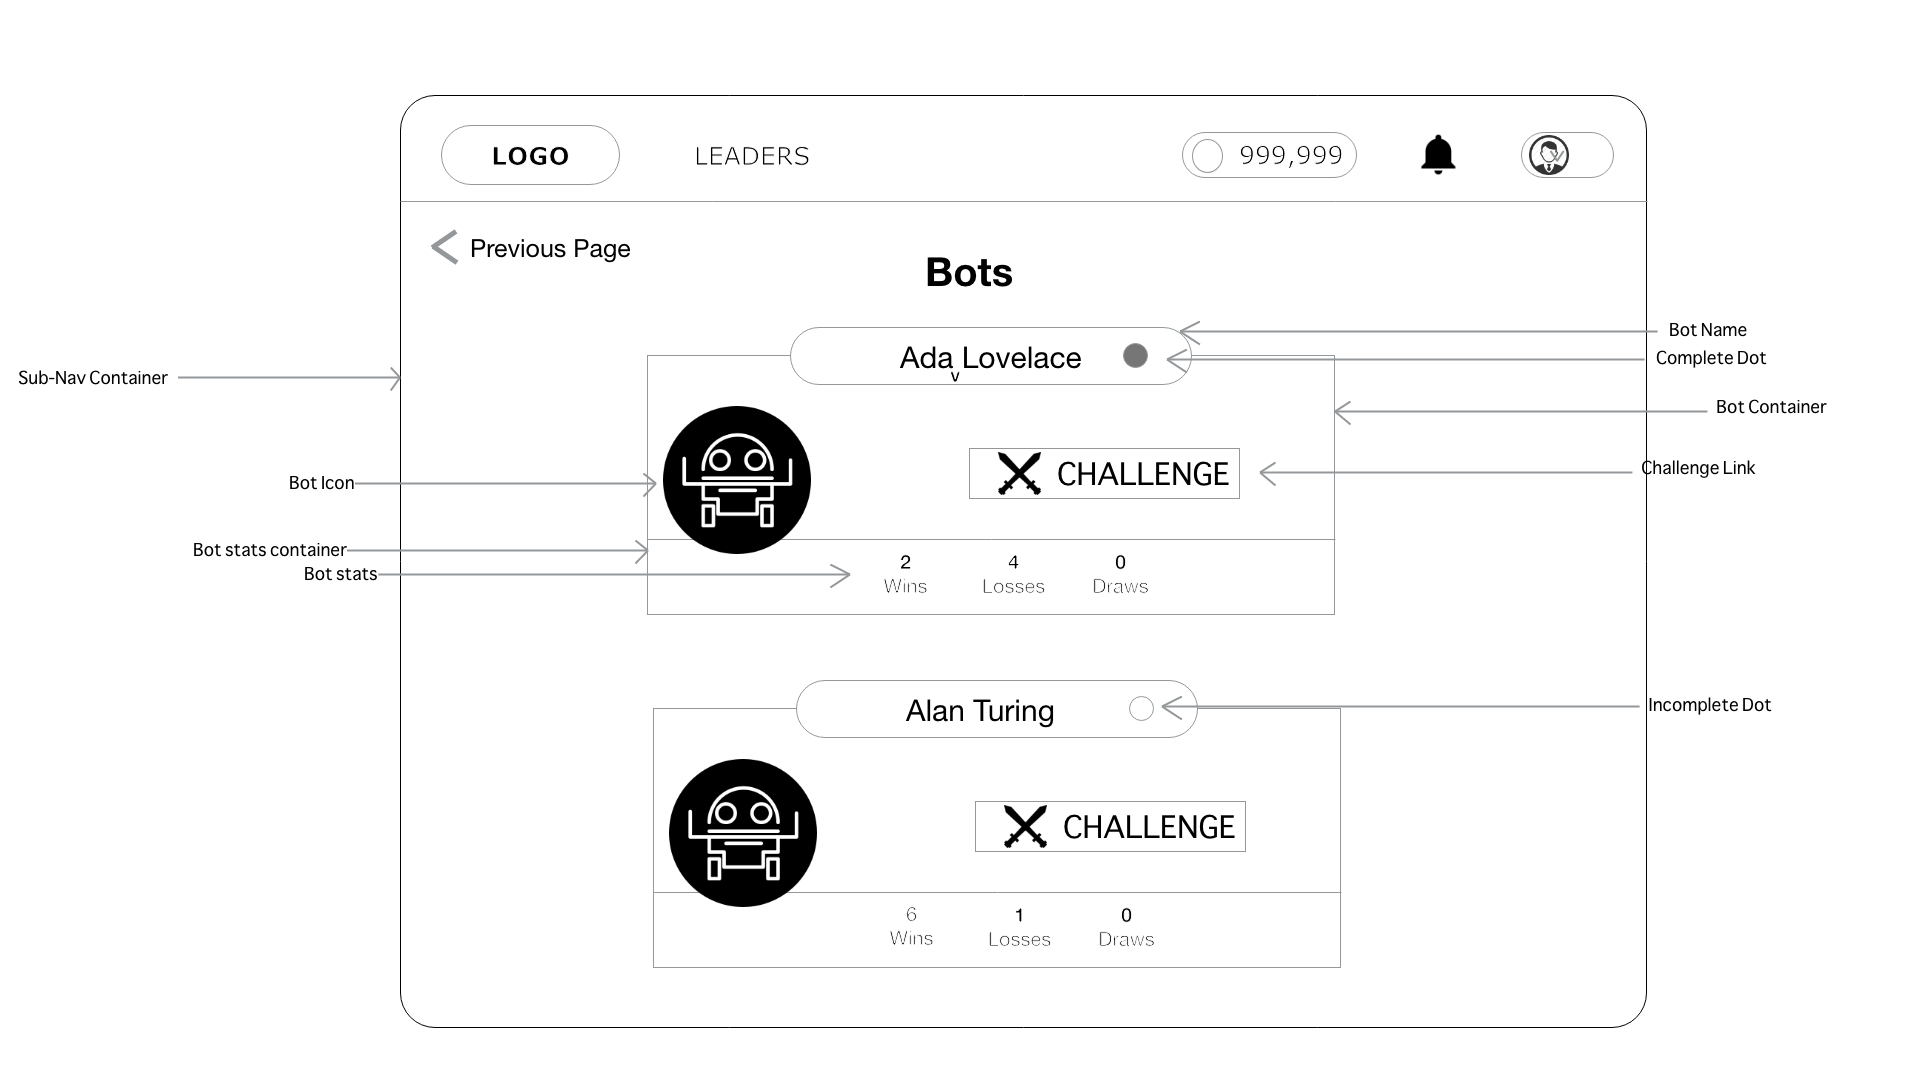 LOGO
LEADERS
999,999
Previous Page
Bots
Bot Name
Ada Lovelace
v
Complete Dot
Sub-Nav Container
Bot Container
CHALLENGE
Challenge Link
Bot Icon
Bot stats container
Bot stats
2 4 0
Wins Losses Draws
Alan Turing
Incomplete Dot
CHALLENGE
6 1 0
Wins Losses Draws